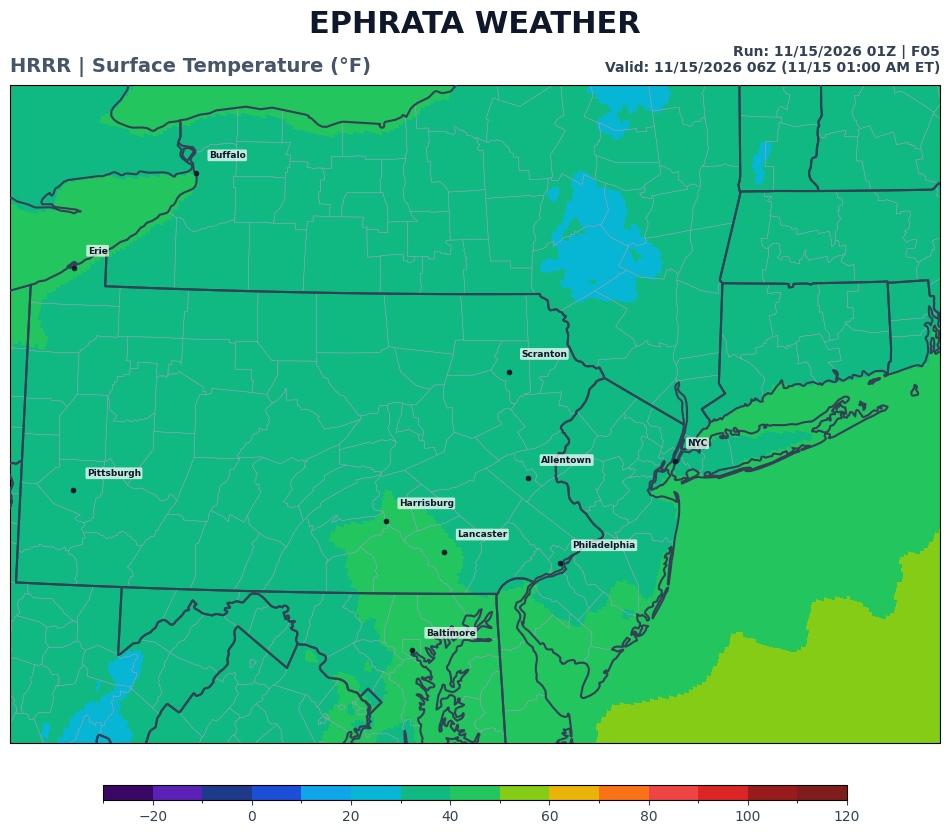 EPHRATA WEATHER
HRRR | Surface Temperature (°F)
Run: 11/15/2026 01Z | F05
Valid: 11/15/2026 06Z (11/15 01:00 AM ET)
Buffalo
Erie
Scranton
NYC
Allentown
Pittsburgh
Harrisburg
Lancaster
Philadelphia
Baltimore
−20 0 20 40 60 80 100 120